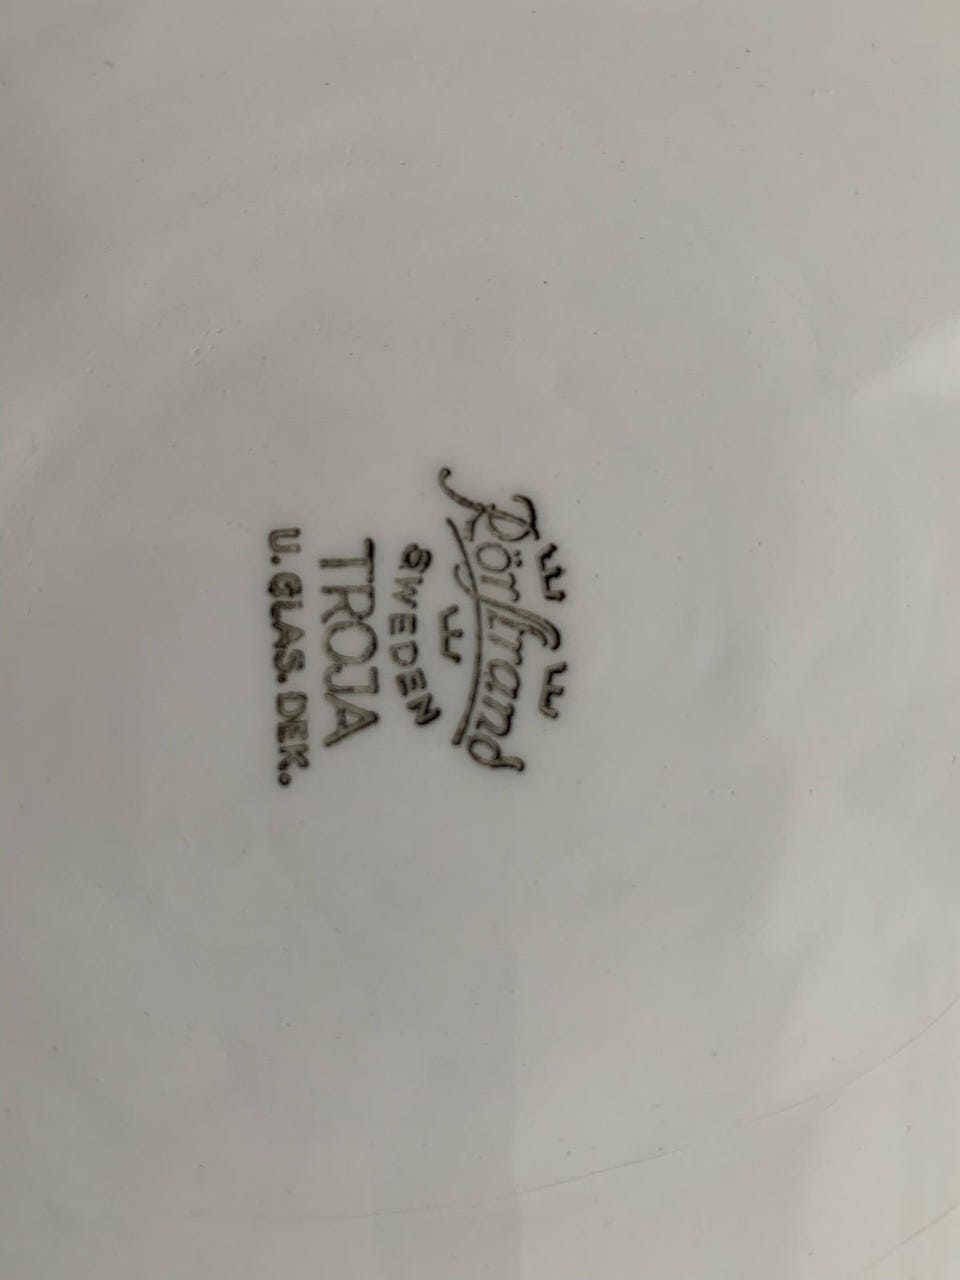 Rörstrand
SWEDEN
TROJA
U. GLAS. DEK.